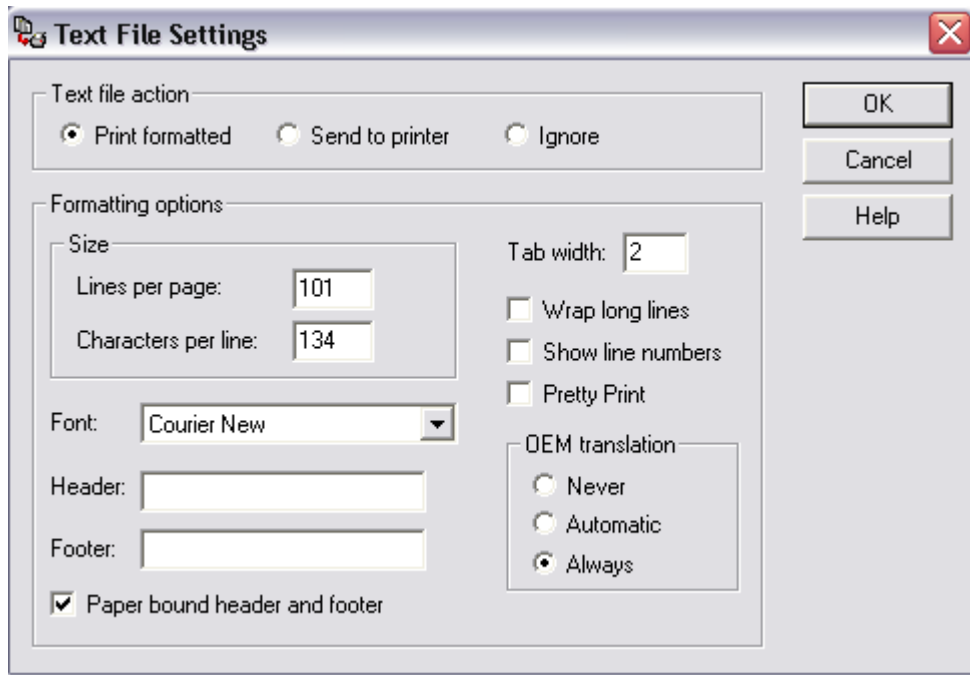 Text File Settings
Text file action
Print formatted
Send to printer
Ignore
OK
Cancel
Help
Formatting options
Size
Lines per page: 101
Characters per line: 134
Tab width: 2
Wrap long lines
Show line numbers
Pretty Print
Font: Courier New
Header:
Footer:
Paper bound header and footer
OEM translation
Never
Automatic
Always